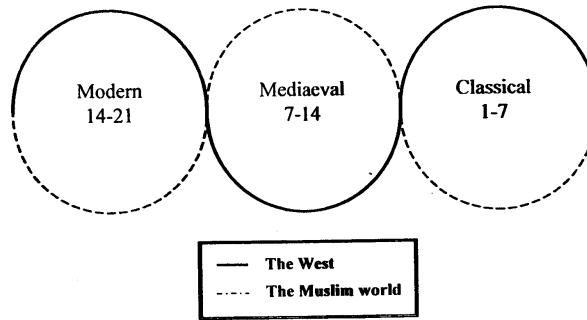 Modern
14-21
Mediaeval
7-14
Classical
1-7
The West
The Muslim world